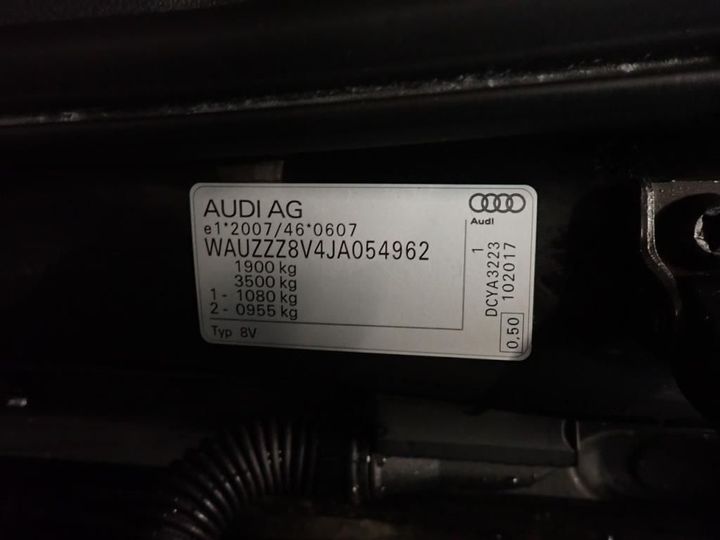 AUDI AG
e1*2007/46*0607
WAUZZZ8V4JA054962
1900 kg
3500 kg
1 - 1080 kg
2 - 0955 kg
Typ 8V
Audi
1
DCYA3223
102017
0,50